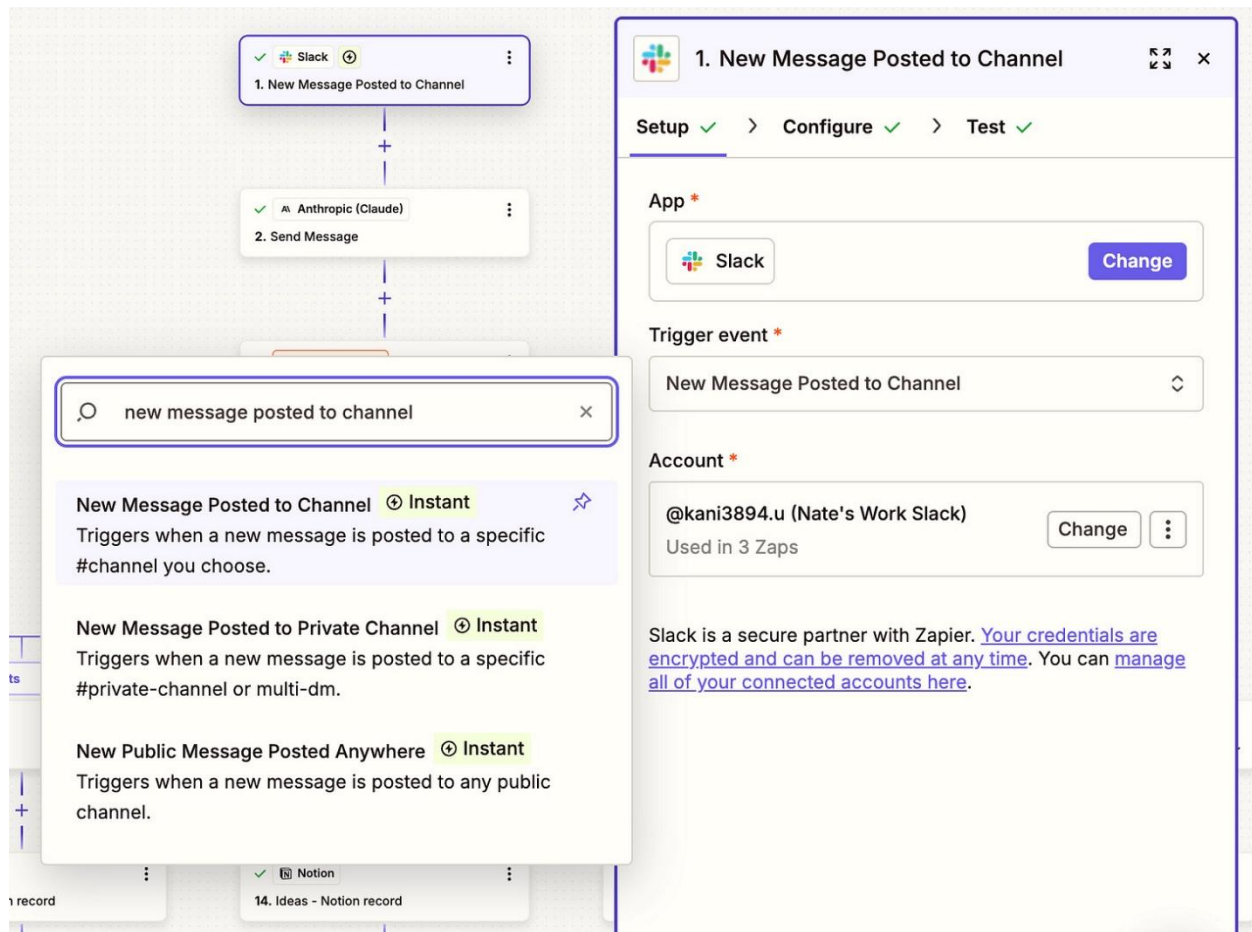 Slack
1. New Message Posted to Channel
Anthropic (Claude)
2. Send Message
new message posted to channel
New Message Posted to Channel Instant
Triggers when a new message is posted to a specific
#channel you choose.
New Message Posted to Private Channel Instant
Triggers when a new message is posted to a specific
#private-channel or multi-dm.
New Public Message Posted Anywhere Instant
Triggers when a new message is posted to any public
channel.
ts
n record
Notion
14. Ideas - Notion record
1. New Message Posted to Channel
Setup > Configure > Test
App *
Slack Change
Trigger event *
New Message Posted to Channel
Account *
@kani3894.u (Nate's Work Slack)
Used in 3 Zaps
Change
Slack is a secure partner with Zapier. Your credentials are
encrypted and can be removed at any time. You can manage
all of your connected accounts here.